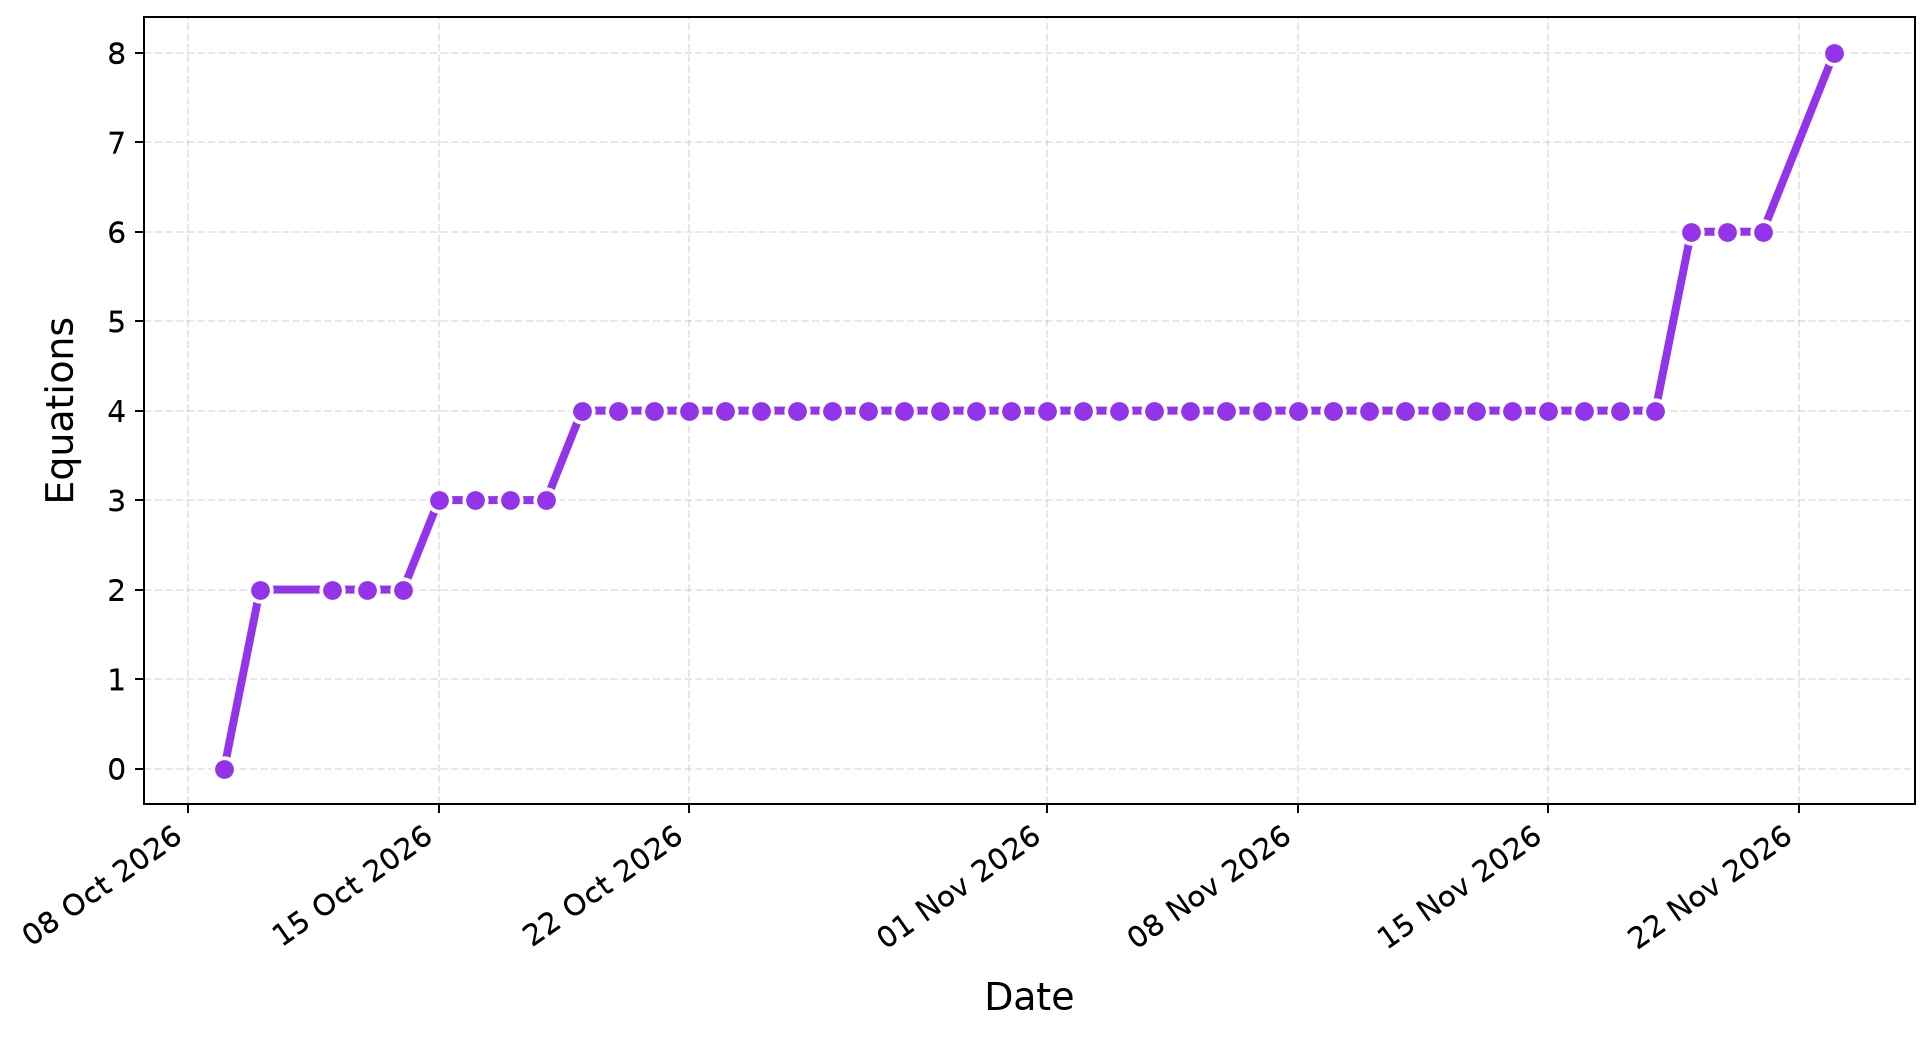 8
7
6
5
4
3
2
1
0
Equations
08 Oct 2026
15 Oct 2026
22 Oct 2026
01 Nov 2026
08 Nov 2026
15 Nov 2026
22 Nov 2026
Date